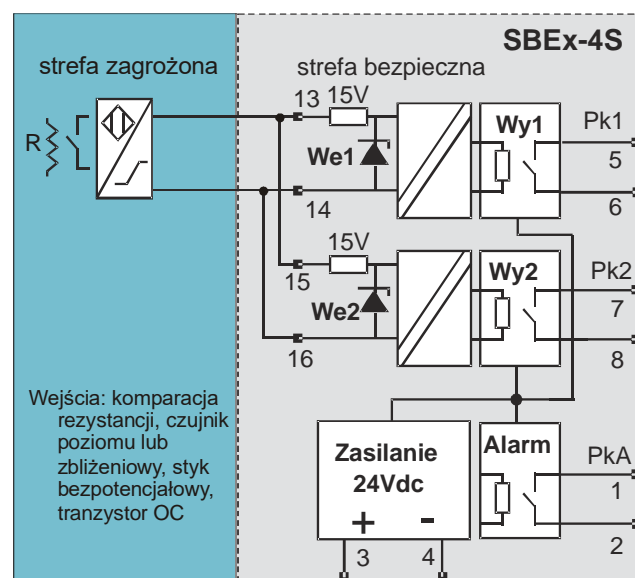 SBEx-4S
strefa zagrożona
strefa bezpieczna
13
15V
We1
14
Wy1
Pk1
5
6
R
15V
15
We2
16
Wy2
Pk2
7
8
Wejścia: komparacja
rezystancji, czujnik
poziomu lub
zbliżeniowy, styk
bezpotencjałowy,
tranzystor OC
Zasilanie
24Vdc
+ -
3 4
Alarm
PkA
1
2